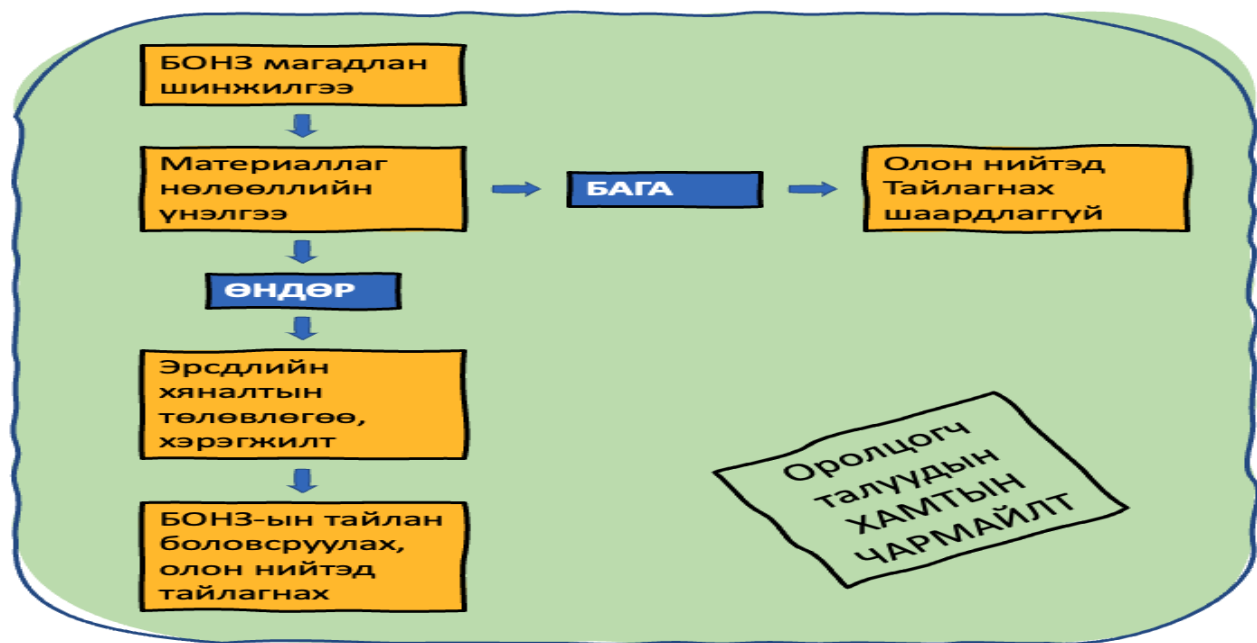 БОНЗ магадлан
шинжилгээ
Материаллаг
нөлөөллийн
үнэлгээ
БАГА
Олон нийтэд
Тайлагнах
шаардлаггүй
ӨНДӨР
Эрсдлийн
хяналтын
төлөвлөгөө,
хэрэгжилт
БОНЗ-ын тайлан
боловсруулах,
олон нийтэд
тайлагнах
Оролцогч
талуудын
ХАМТЫН
ЧАРМАЙЛТ